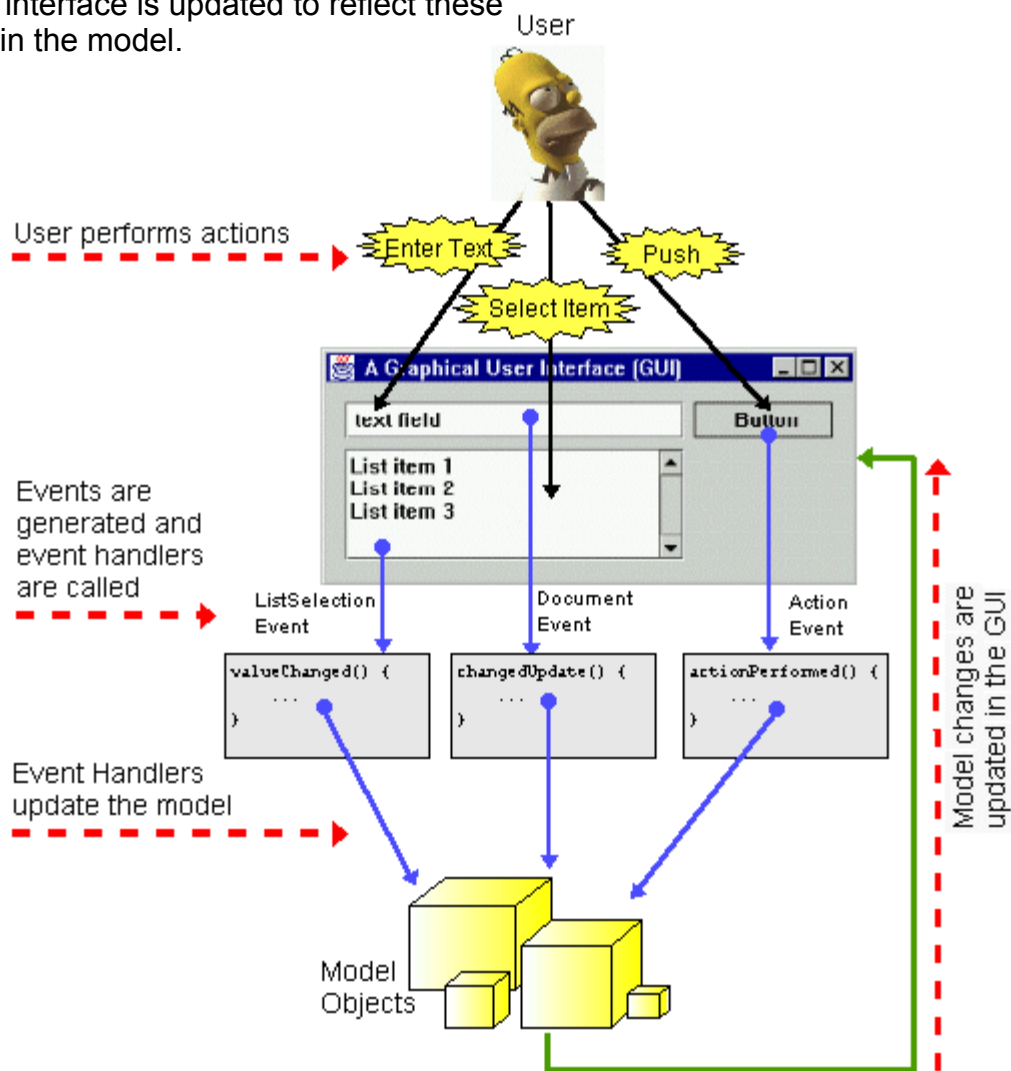 interface is updated to reflect these
in the model.
User
User performs actions
Enter Text
Push
Select Item
A Graphical User Interface (GUI)
text field
Button
List item 1
List item 2
List item 3
Events are
generated and
event handlers
are called
ListSelection
Event
Document
Event
Action
Event
valueChanged() {
...
}
changedUpdate() {
...
}
actionPerformed() {
...
}
Model changes are
updated in the GUI
Event Handlers
update the model
Model
Objects